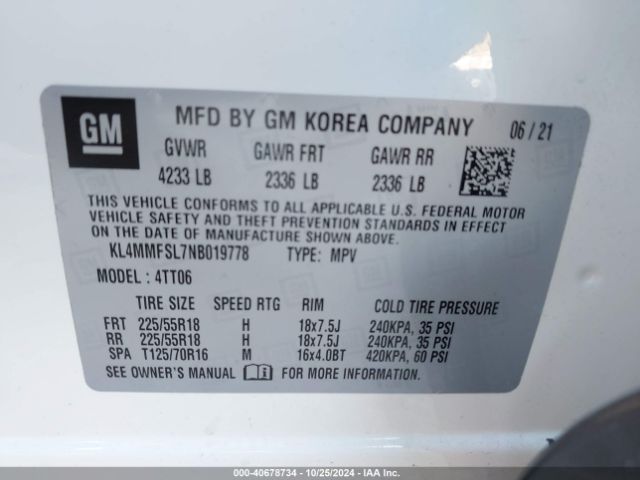 GM
MFD BY GM KOREA COMPANY 06 / 21
GVWR GAWR FRT GAWR RR
4233 LB 2336 LB 2336 LB
THIS VEHICLE CONFORMS TO ALL APPLICABLE U.S. FEDERAL MOTOR
VEHICLE SAFETY AND THEFT PREVENTION STANDARDS IN EFFECT
ON THE DATE OF MANUFACTURE SHOWN ABOVE.
KL4MMFSL7NB019778 TYPE: MPV
MODEL : 4TT06
TIRE SIZE SPEED RTG RIM COLD TIRE PRESSURE
FRT 225/55R18 H 18x7.5J 240KPA, 35 PSI
RR 225/55R18 H 18x7.5J 240KPA, 35 PSI
SPA T125/70R16 M 16x4.0BT 420KPA, 60 PSI
SEE OWNER'S MANUAL i FOR MORE INFORMATION.
000-40678734 - 10/25/2024 - IAA Inc.